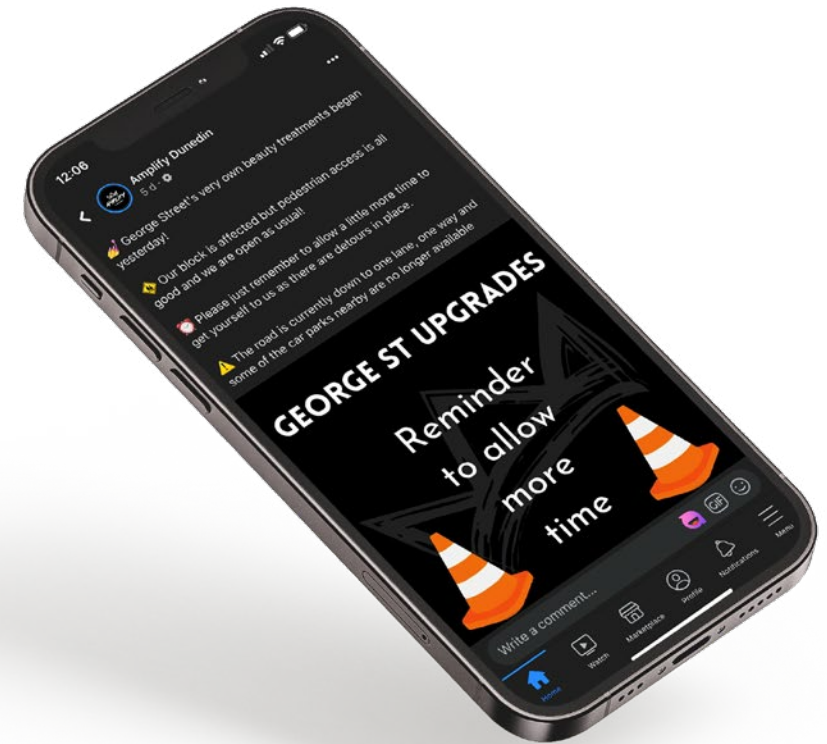 12:06
Amplify Dunedin
5 d
George Street's very own beauty treatments began
yesterday!
Our block is affected but pedestrian access is all
good and we are open as usual!
Please just remember to allow a little more time to
get yourself to us as there are detours in place.
The road is currently down to one lane, one way and
some of the car parks nearby are no longer available
GEORGE ST UPGRADES
Reminder
to allow
more
time
Write a comment...
GIF
Home
Watch
Marketplace
Profile
Notifications
Menu